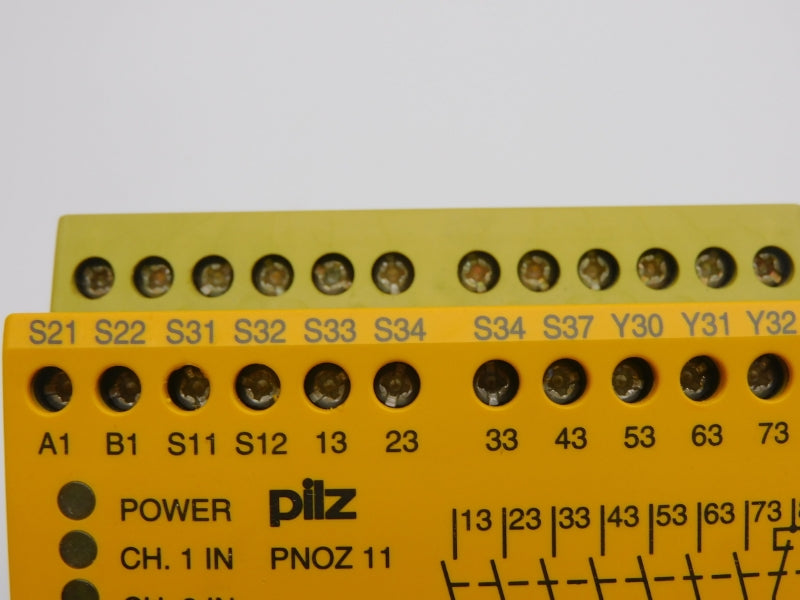 S21 S22 S31 S32 S33 S34 S34 S37 Y30 Y31 Y32
A1 B1 S11 S12 13 23 33 43 53 63 73
POWER pilz
13 23 33 43 53 63 73
CH. 1 IN PNOZ 11